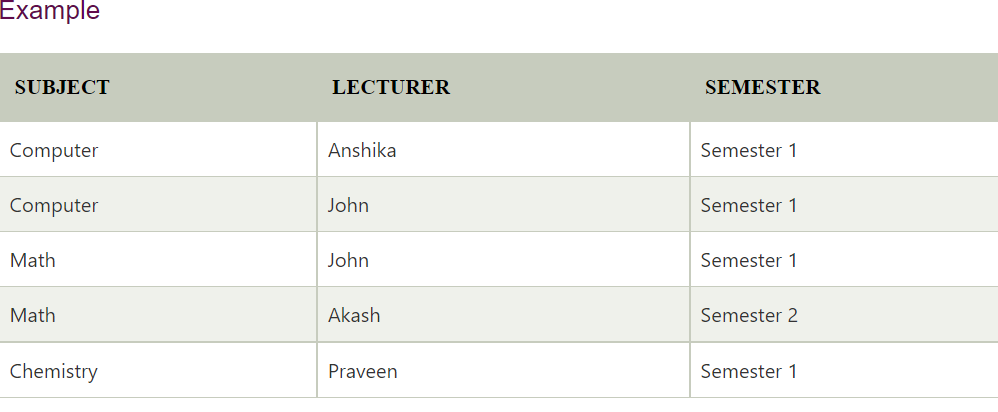 Example
SUBJECT LECTURER SEMESTER
Computer Anshika Semester 1
Computer John Semester 1
Math John Semester 1
Math Akash Semester 2
Chemistry Praveen Semester 1